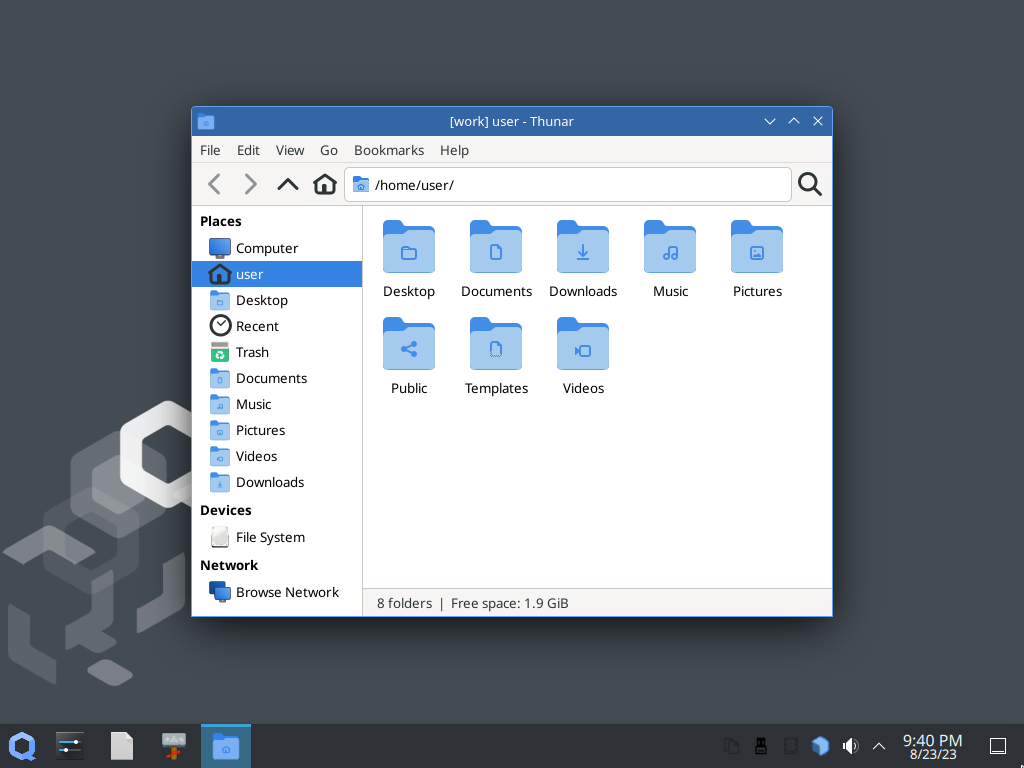 [work] user - Thunar
File Edit View Go Bookmarks Help
/home/user/
Places
Computer
user
Desktop
Recent
Trash
Documents
Music
Pictures
Videos
Downloads
Devices
File System
Network
Browse Network
Desktop Documents Downloads Music Pictures
Public Templates Videos
8 folders | Free space: 1.9 GiB
9:40 PM
8/23/23